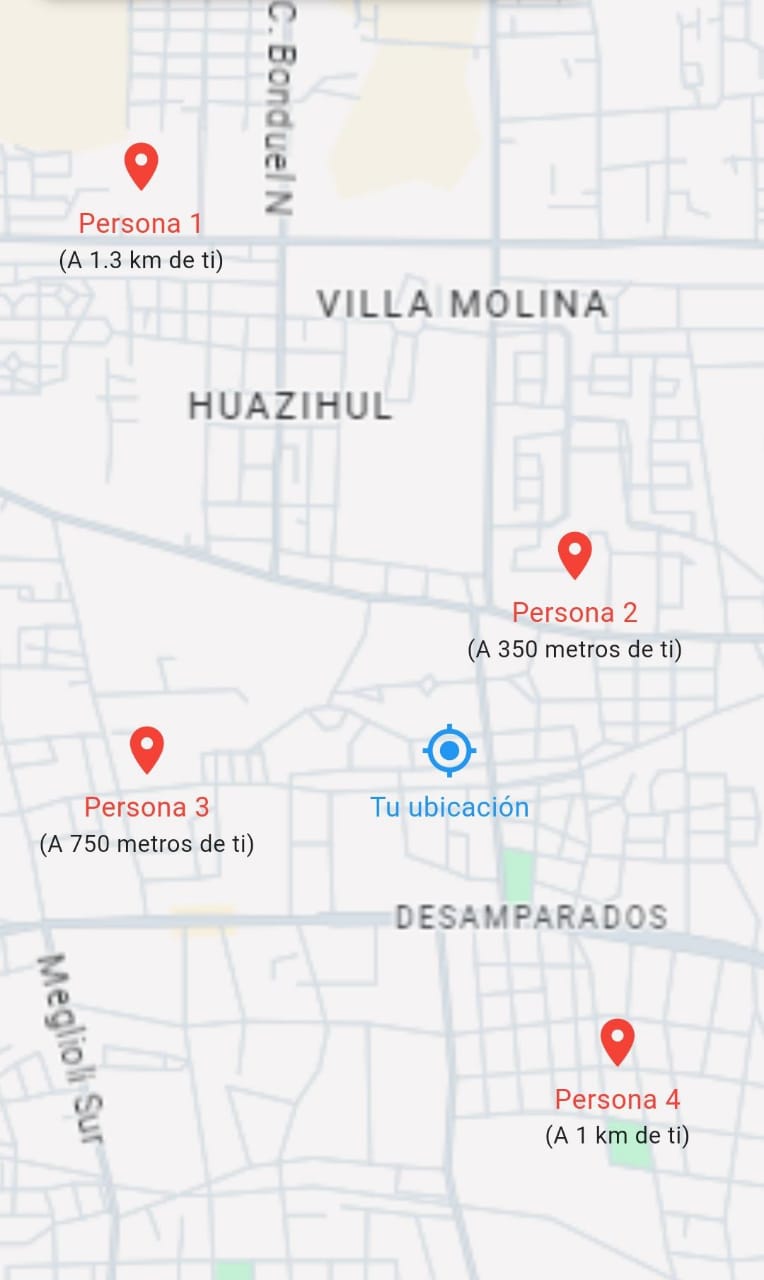 C. Bonduel N
Persona 1
(A 1.3 km de ti)
VILLA MOLINA
HUAZIHUL
Persona 2
(A 350 metros de ti)
Persona 3
(A 750 metros de ti)
Tu ubicación
DESAMPARADOS
Meglioli Sur
Persona 4
(A 1 km de ti)